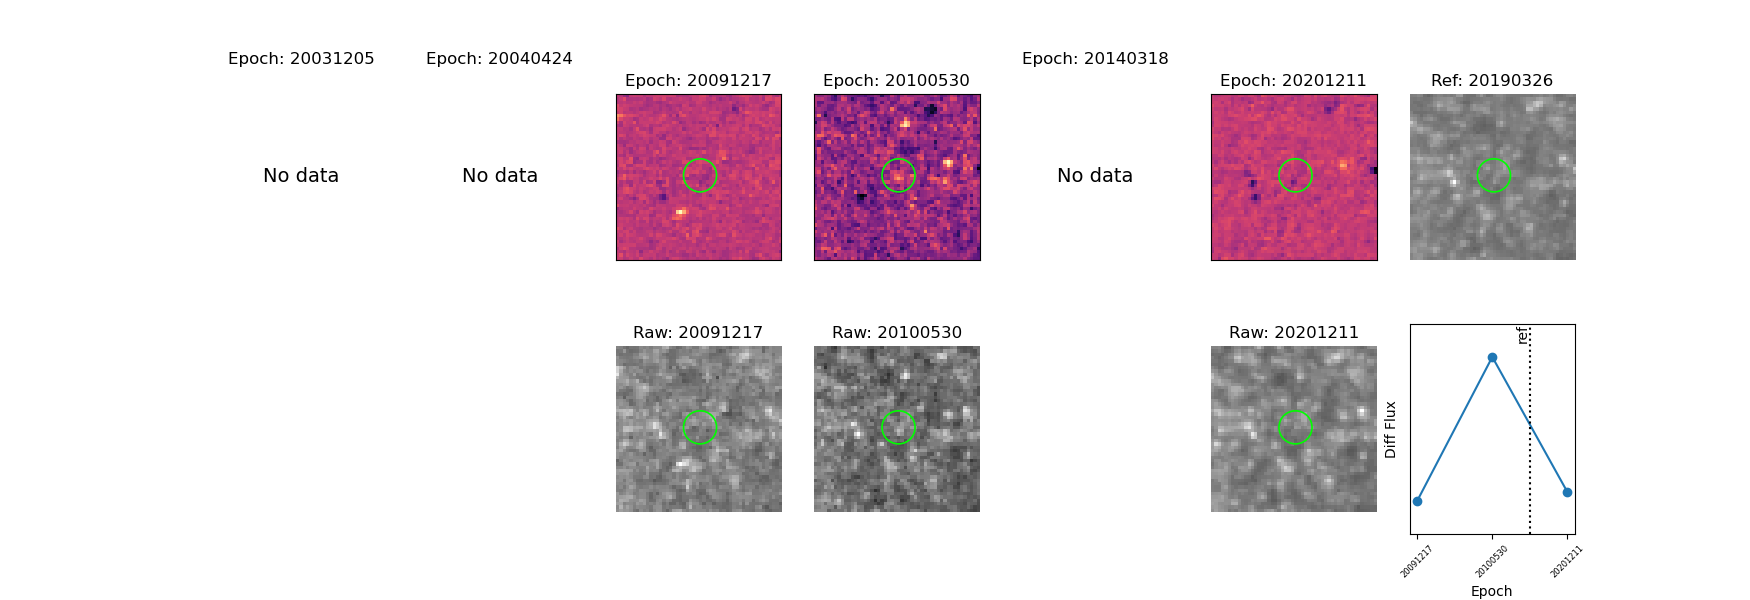 Epoch: 20031205
Epoch: 20040424
Epoch: 20091217
Epoch: 20100530
Epoch: 20140318
Epoch: 20201211
Ref: 20190326
No data
No data
No data
Raw: 20091217
Raw: 20100530
Raw: 20201211
ref
Diff Flux
20091217
20100530
20201211
Epoch